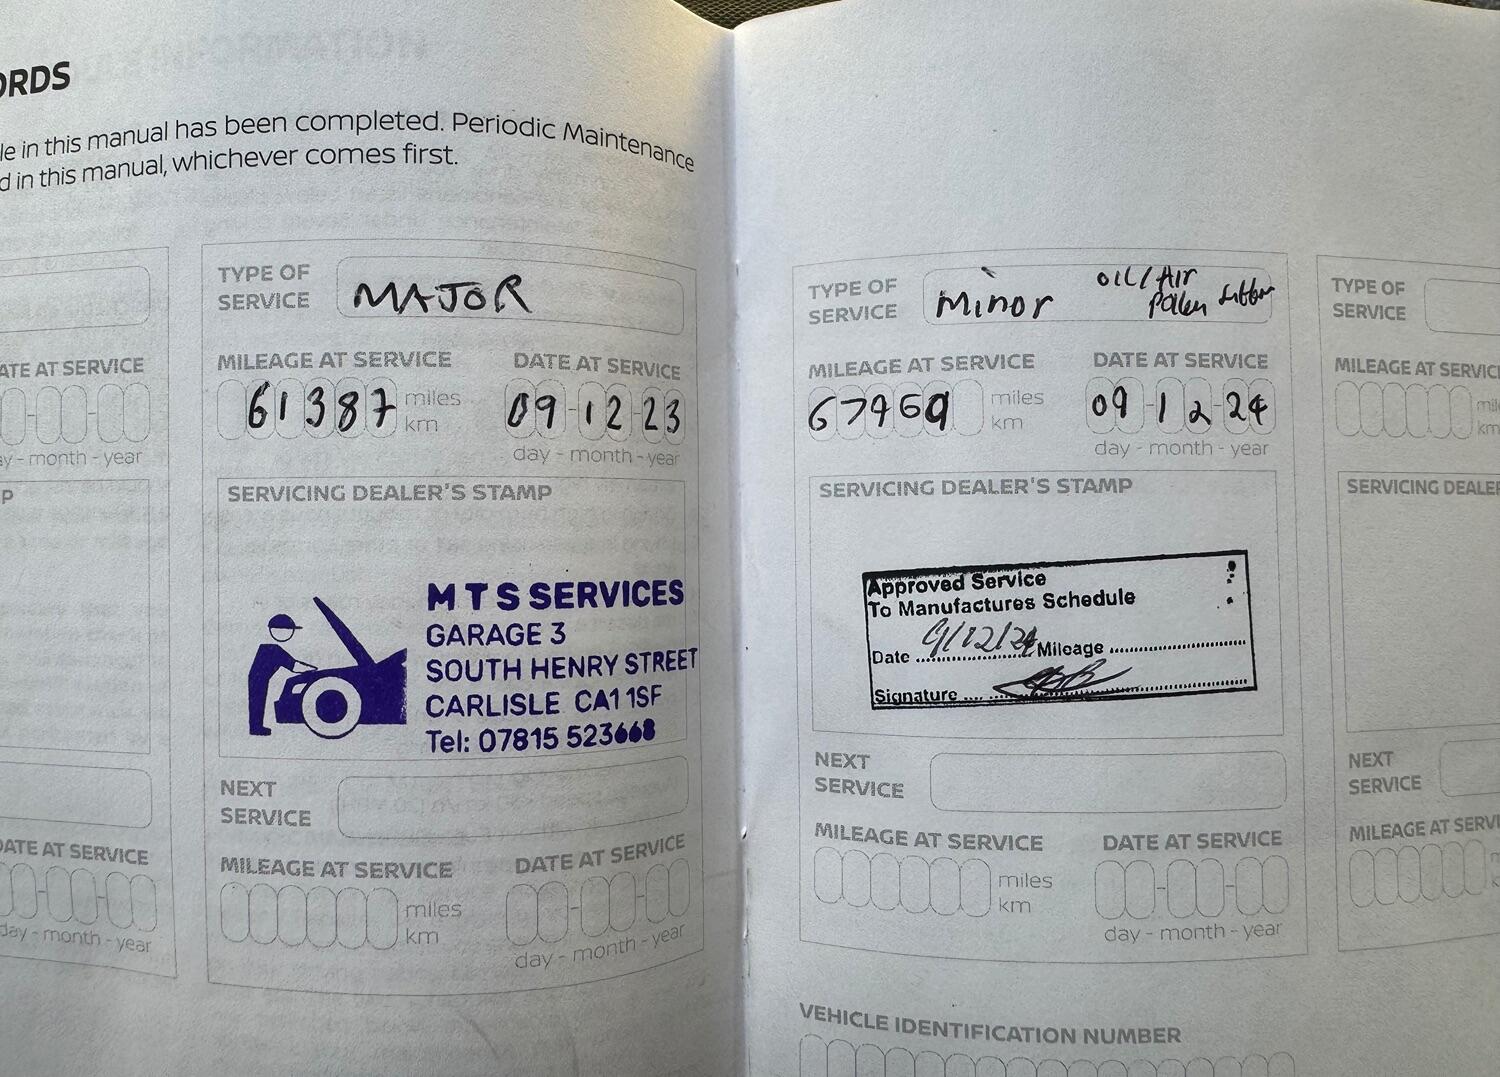 ORDS
le in this manual has been completed. Periodic Maintenance
d in this manual, whichever comes first.
TYPE OF
SERVICE
MAJOR
ATE AT SERVICE
ay - month - year
P
MILEAGE AT SERVICE
61387
miles
km
DATE AT SERVICE
09-12-23
day - month - year
SERVICING DEALER'S STAMP
M T S SERVICES
GARAGE 3
SOUTH HENRY STREET
CARLISLE CA1 1SF
Tel: 07815 523668
NEXT
SERVICE
DATE AT SERVICE
day - month - year
MILEAGE AT SERVICE
miles
km
DATE AT SERVICE
day - month - year
TYPE OF
SERVICE
Minor
OIL/Air
Pollen
MILEAGE AT SERVICE
miles
km
DATE AT SERVICE
09-12-24
day - month - year
SERVICING DEALER'S STAMP
Approved Service
To Manufactures Schedule
Date 9/12/24 Mileage
Signature
NEXT
SERVICE
MILEAGE AT SERVICE
miles
km
DATE AT SERVICE
day - month - year
VEHICLE IDENTIFICATION NUMBER
TYPE OF
SERVICE
MILEAGE AT SERVIC
mil
km
SERVICING DEALE
NEXT
SERVICE
MILEAGE AT SERVI